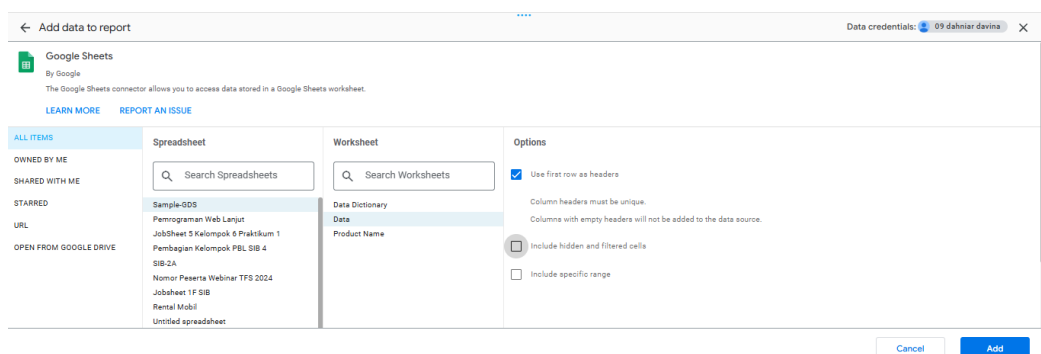 Add data to report
Data credentials: 09 dahniar davina
Google Sheets
By Google
The Google Sheets connector allows you to access data stored in a Google Sheets worksheet.
LEARN MORE REPORT AN ISSUE
ALL ITEMS
OWNED BY ME
SHARED WITH ME
STARRED
URL
OPEN FROM GOOGLE DRIVE
Spreadsheet
Search Spreadsheets
Sample-GDS
Pemrograman Web Lanjut
JobSheet 5 Kelompok 6 Praktikum 1
Pembagian Kelompok PBL SIB 4
SIB-2A
Nomor Peserta Webinar TFS 2024
Jobsheet 1F SIB
Rental Mobil
Untitled spreadsheet
Worksheet
Search Worksheets
Data Dictionary
Data
Product Name
Options
Use first row as headers
Column headers must be unique.
Columns with empty headers will not be added to the data source.
Include hidden and filtered cells
Include specific range
Cancel
Add